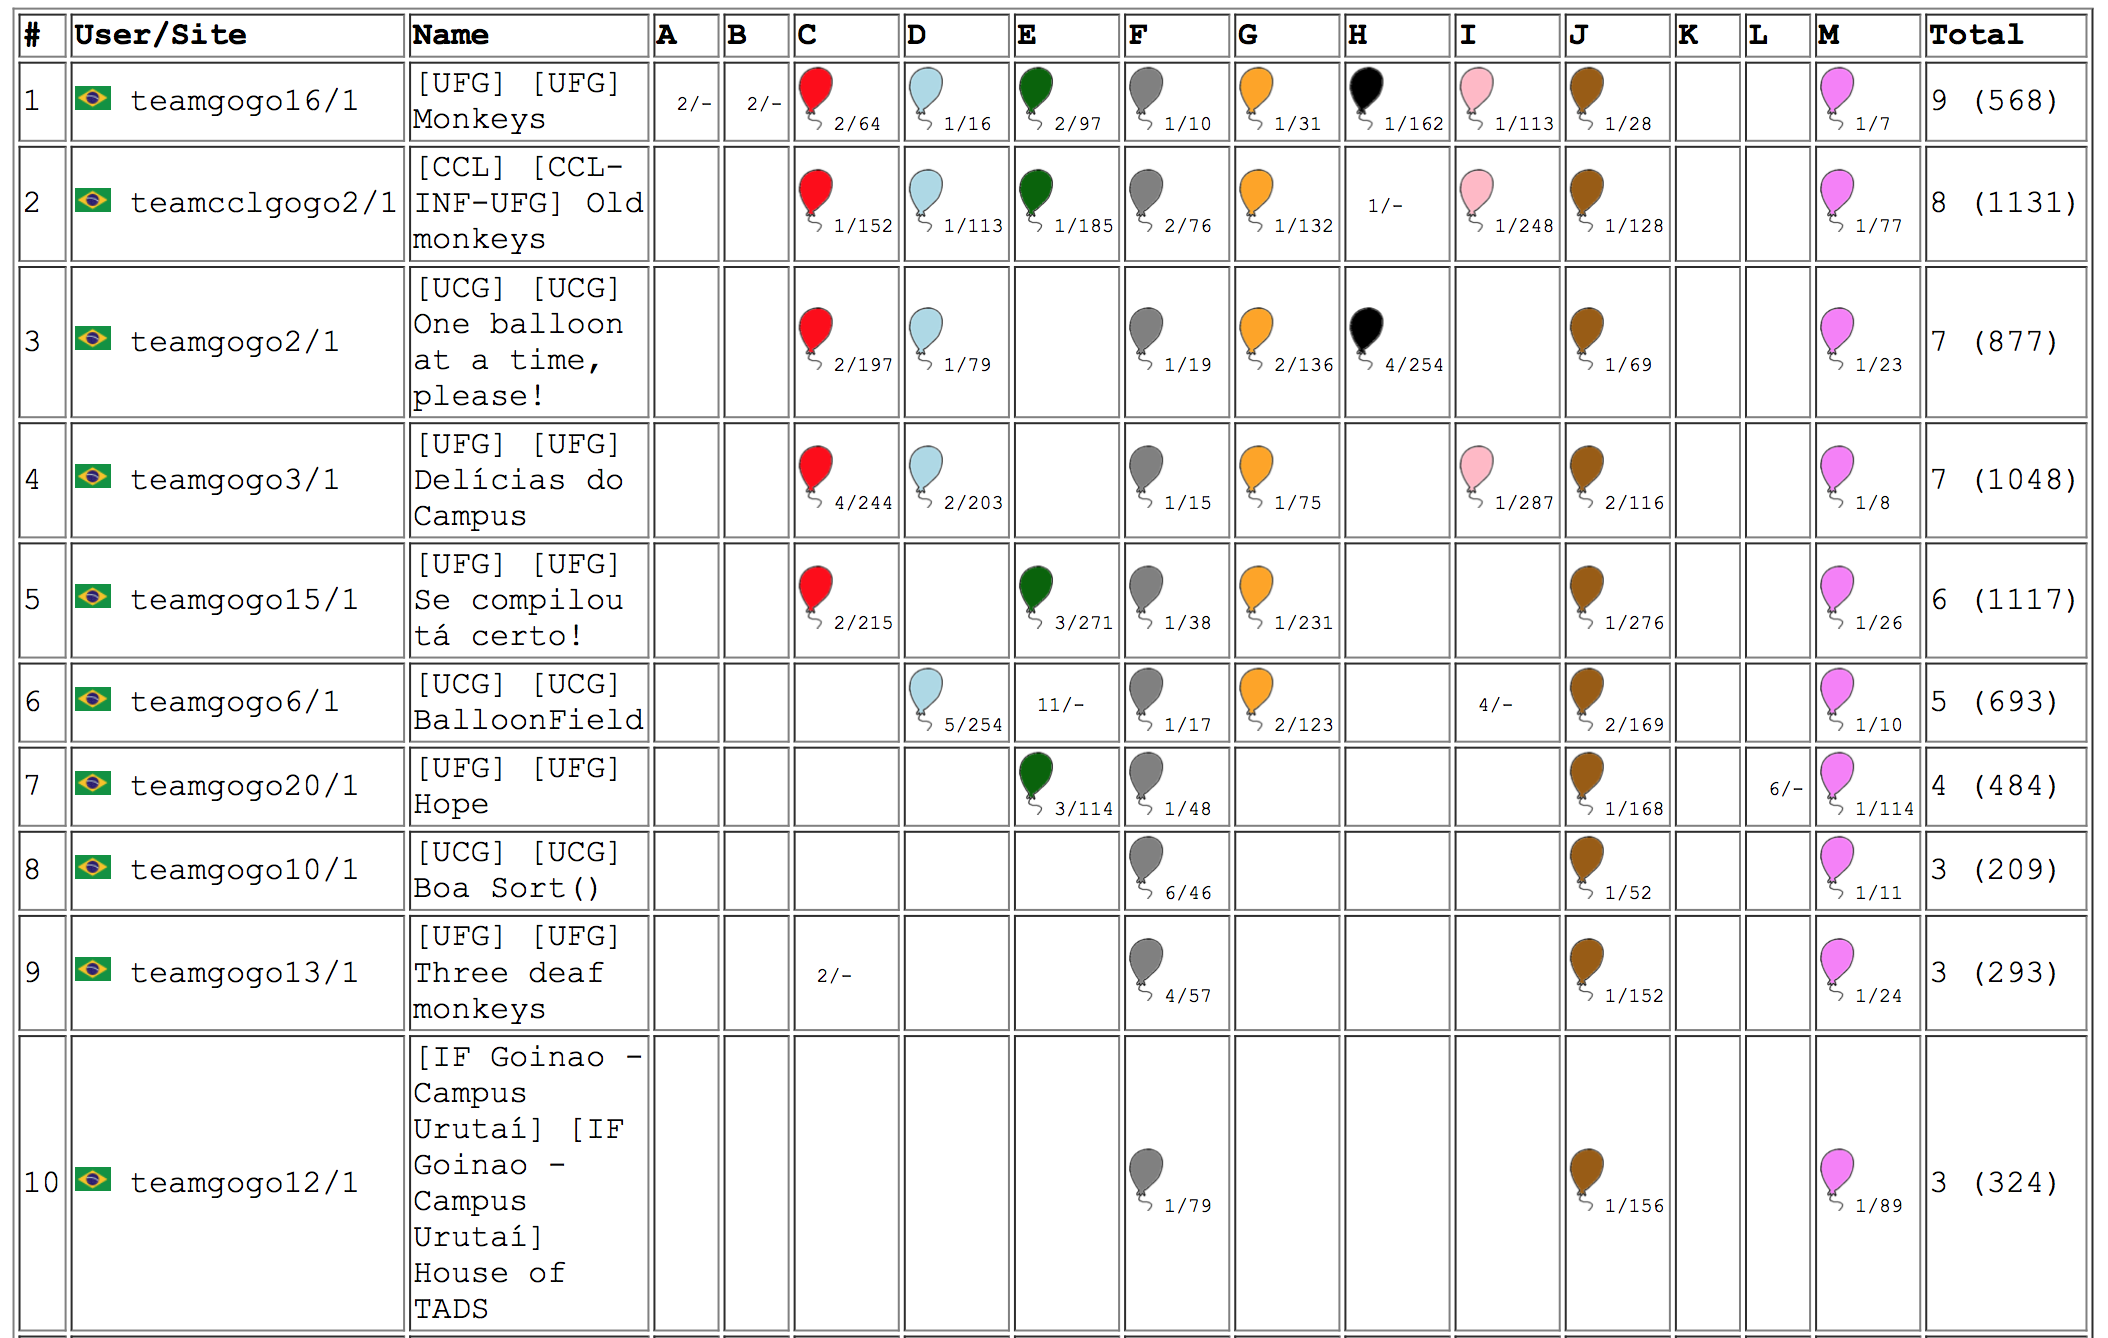 # User/Site Name A B C D E F G H I J K L M Total
1 teamgogo16/1 [UFG] [UFG] Monkeys 2/- 2/- 2/64 1/16 2/97 1/10 1/31 1/162 1/113 1/28 1/7 9 (568)
2 teamcclgogo2/1 [CCL] [CCL-INF-UFG] Old monkeys 1/152 1/113 1/185 2/76 1/132 1/- 1/248 1/128 1/77 8 (1131)
3 teamgogo2/1 [UCG] [UCG] One balloon at a time, please! 2/197 1/79 1/19 2/136 4/254 1/69 1/23 7 (877)
4 teamgogo3/1 [UFG] [UFG] Delícias do Campus 4/244 2/203 1/15 1/75 1/287 2/116 1/8 7 (1048)
5 teamgogo15/1 [UFG] [UFG] Se compilou tá certo! 2/215 3/271 1/38 1/231 1/276 1/26 6 (1117)
6 teamgogo6/1 [UCG] [UCG] BalloonField 5/254 11/- 1/17 2/123 4/- 2/169 1/10 5 (693)
7 teamgogo20/1 [UFG] [UFG] Hope 3/114 1/48 1/168 6/- 1/114 4 (484)
8 teamgogo10/1 [UCG] [UCG] Boa Sort() 6/46 1/52 1/11 3 (209)
9 teamgogo13/1 [UFG] [UFG] Three deaf monkeys 2/- 4/57 1/152 1/24 3 (293)
10 teamgogo12/1 [IF Goinao - Campus Urutaí] [IF Goinao - Campus Urutaí] House of TADS 1/79 1/156 1/89 3 (324)